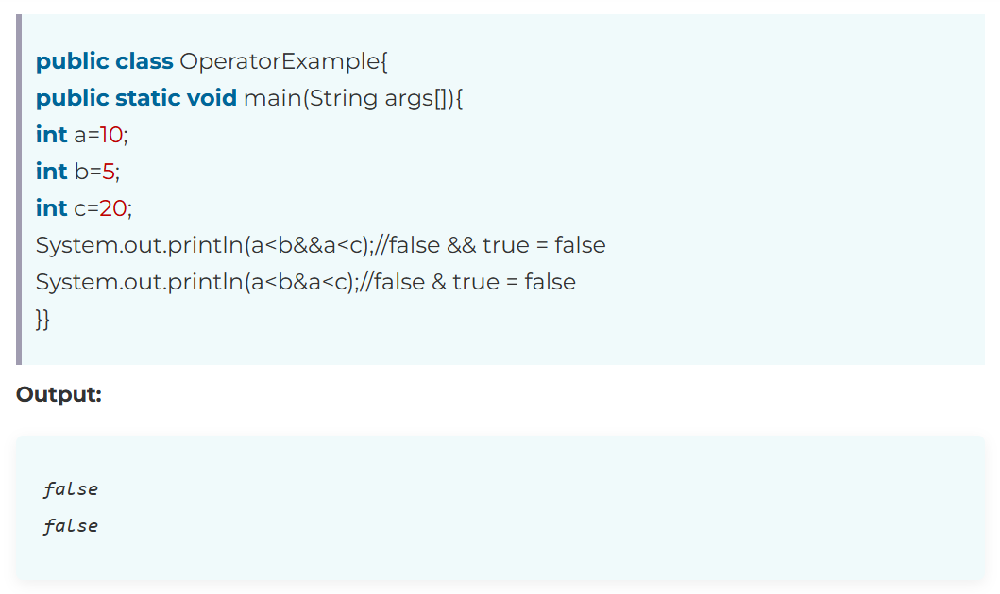 public class OperatorExample{
public static void main(String args[]){
int a=10;
int b=5;
int c=20;
System.out.println(a<b&&a<c);//false && true = false
System.out.println(a<b&a<c);//false & true = false
}}
Output:
false
false